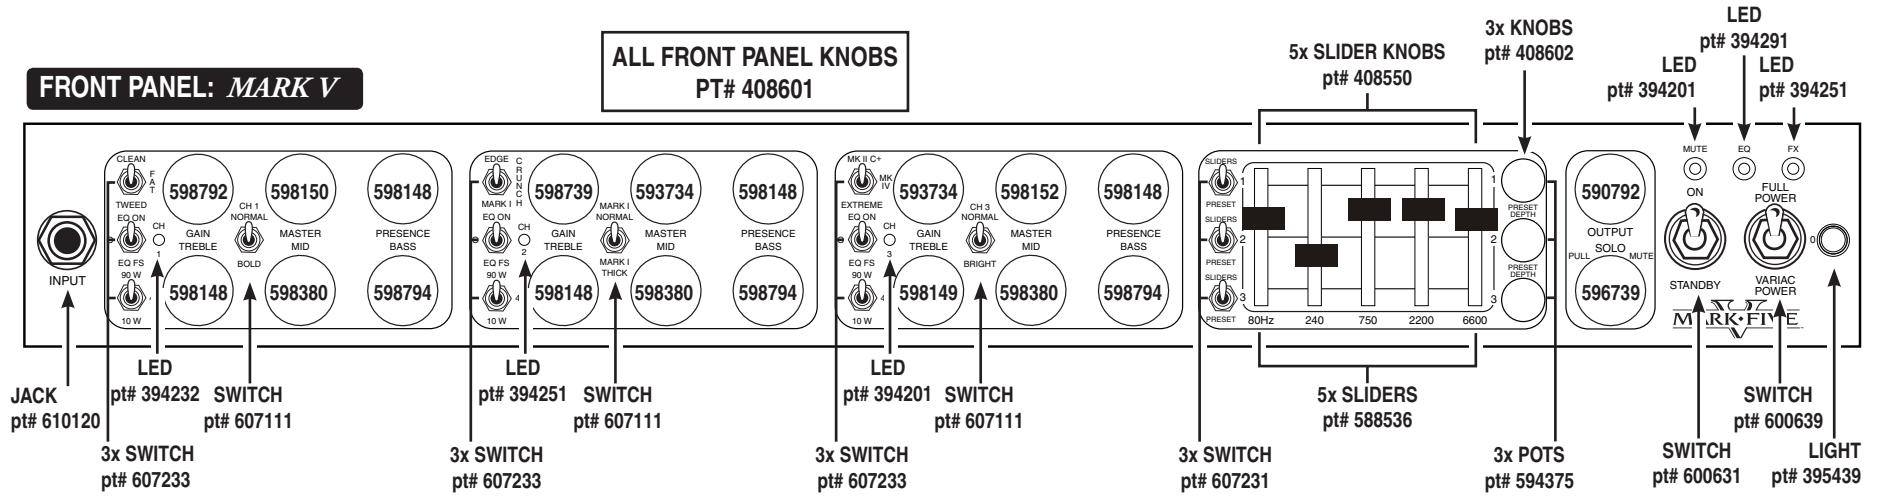 FRONT PANEL: MARK V
ALL FRONT PANEL KNOBS
PT# 408601
5x SLIDER KNOBS
pt# 408550
3x KNOBS
pt# 408602
LED
pt# 394201
LED
pt# 394291
LED
pt# 394251
INPUT
CLEAN
FAT
TWEED
EQ ON
CH
1
EQ FS
90 W
4
10 W
598792
598150
598148
GAIN
TREBLE
CH 1
NORMAL
BOLD
MASTER
MID
PRESENCE
BASS
598148
598380
598794
EDGE
CRUNCH
MARK I
EQ ON
CH
2
EQ FS
90 W
4
10 W
598739
593734
598148
GAIN
TREBLE
MARK I
NORMAL
MARK I
THICK
MASTER
MID
PRESENCE
BASS
598148
598380
598794
MK II C+
MK
IV
EXTREME
EQ ON
CH
3
EQ FS
90 W
4
10 W
593734
598152
598148
GAIN
TREBLE
CH 3
NORMAL
BRIGHT
MASTER
MID
PRESENCE
BASS
598149
598380
598794
SLIDERS
1
PRESET
SLIDERS
2
PRESET
SLIDERS
3
PRESET
80Hz
240
750
2200
6600
1
PRESET
DEPTH
2
PRESET
DEPTH
3
590792
OUTPUT
SOLO
PULL
MUTE
596739
MUTE
EQ
FX
ON
STANDBY
FULL
POWER
VARIAC
POWER
0
MARK·FIVE
JACK
pt# 610120
LED
pt# 394232
SWITCH
pt# 607111
3x SWITCH
pt# 607233
LED
pt# 394251
SWITCH
pt# 607111
3x SWITCH
pt# 607233
LED
pt# 394201
SWITCH
pt# 607111
3x SWITCH
pt# 607233
3x SWITCH
pt# 607231
5x SLIDERS
pt# 588536
3x POTS
pt# 594375
SWITCH
pt# 600631
SWITCH
pt# 600639
LIGHT
pt# 395439